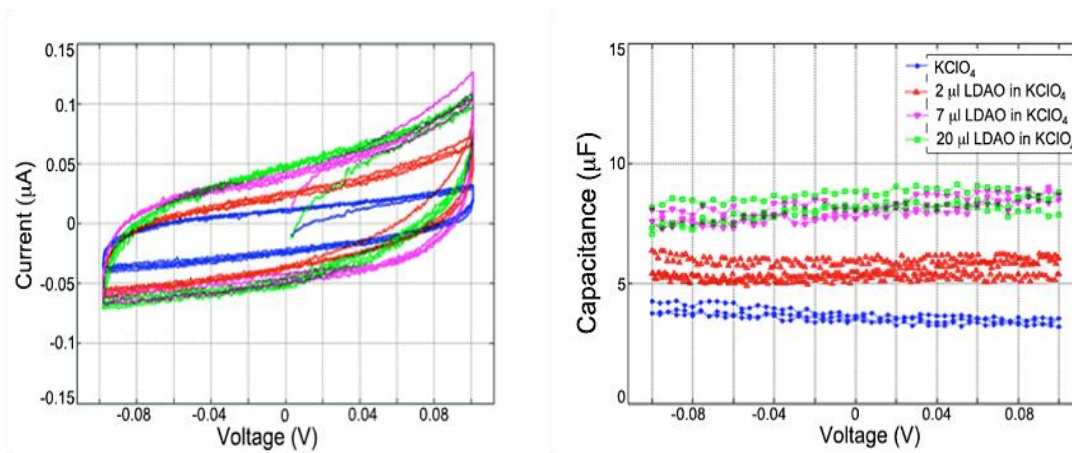 0.15
0.1
0.05
0
-0.05
-0.1
-0.15
Current (μA)
-0.08
-0.04
0
0.04
0.08
Voltage (V)
15
10
5
0
Capacitance (μF)
KClO4
2 μl LDAO in KClO4
7 μl LDAO in KClO4
20 μl LDAO in KClO4
-0.08
-0.04
0
0.04
0.08
Voltage (V)